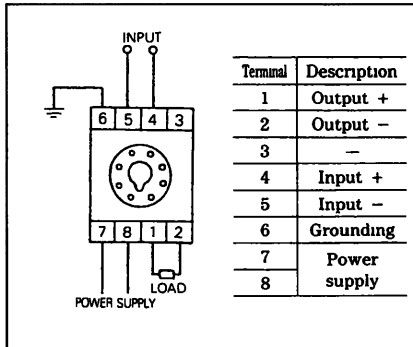 INPUT
6 5 4 3
7 8 1 2
LOAD
POWER SUPPLY
Terminal Description
1 Output +
2 Output −
3 −
4 Input +
5 Input −
6 Grounding
7 Power
8 supply